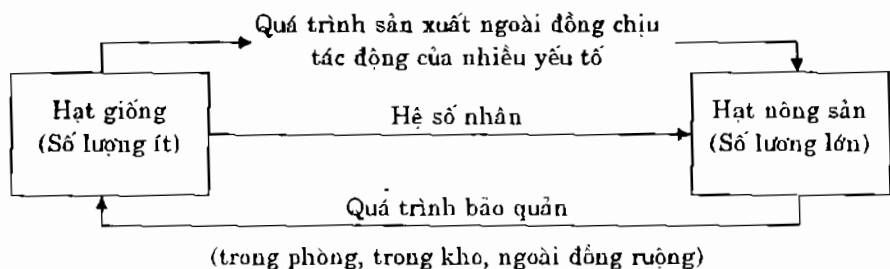 Quá trình sản xuất ngoài đồng chịu
tác động của nhiều yếu tố
Hạt giống
(Số lượng ít)
Hệ số nhân
Hạt nông sản
(Số lương lớn)
Quá trình bảo quản
(trong phòng, trong kho, ngoài đồng ruộng)